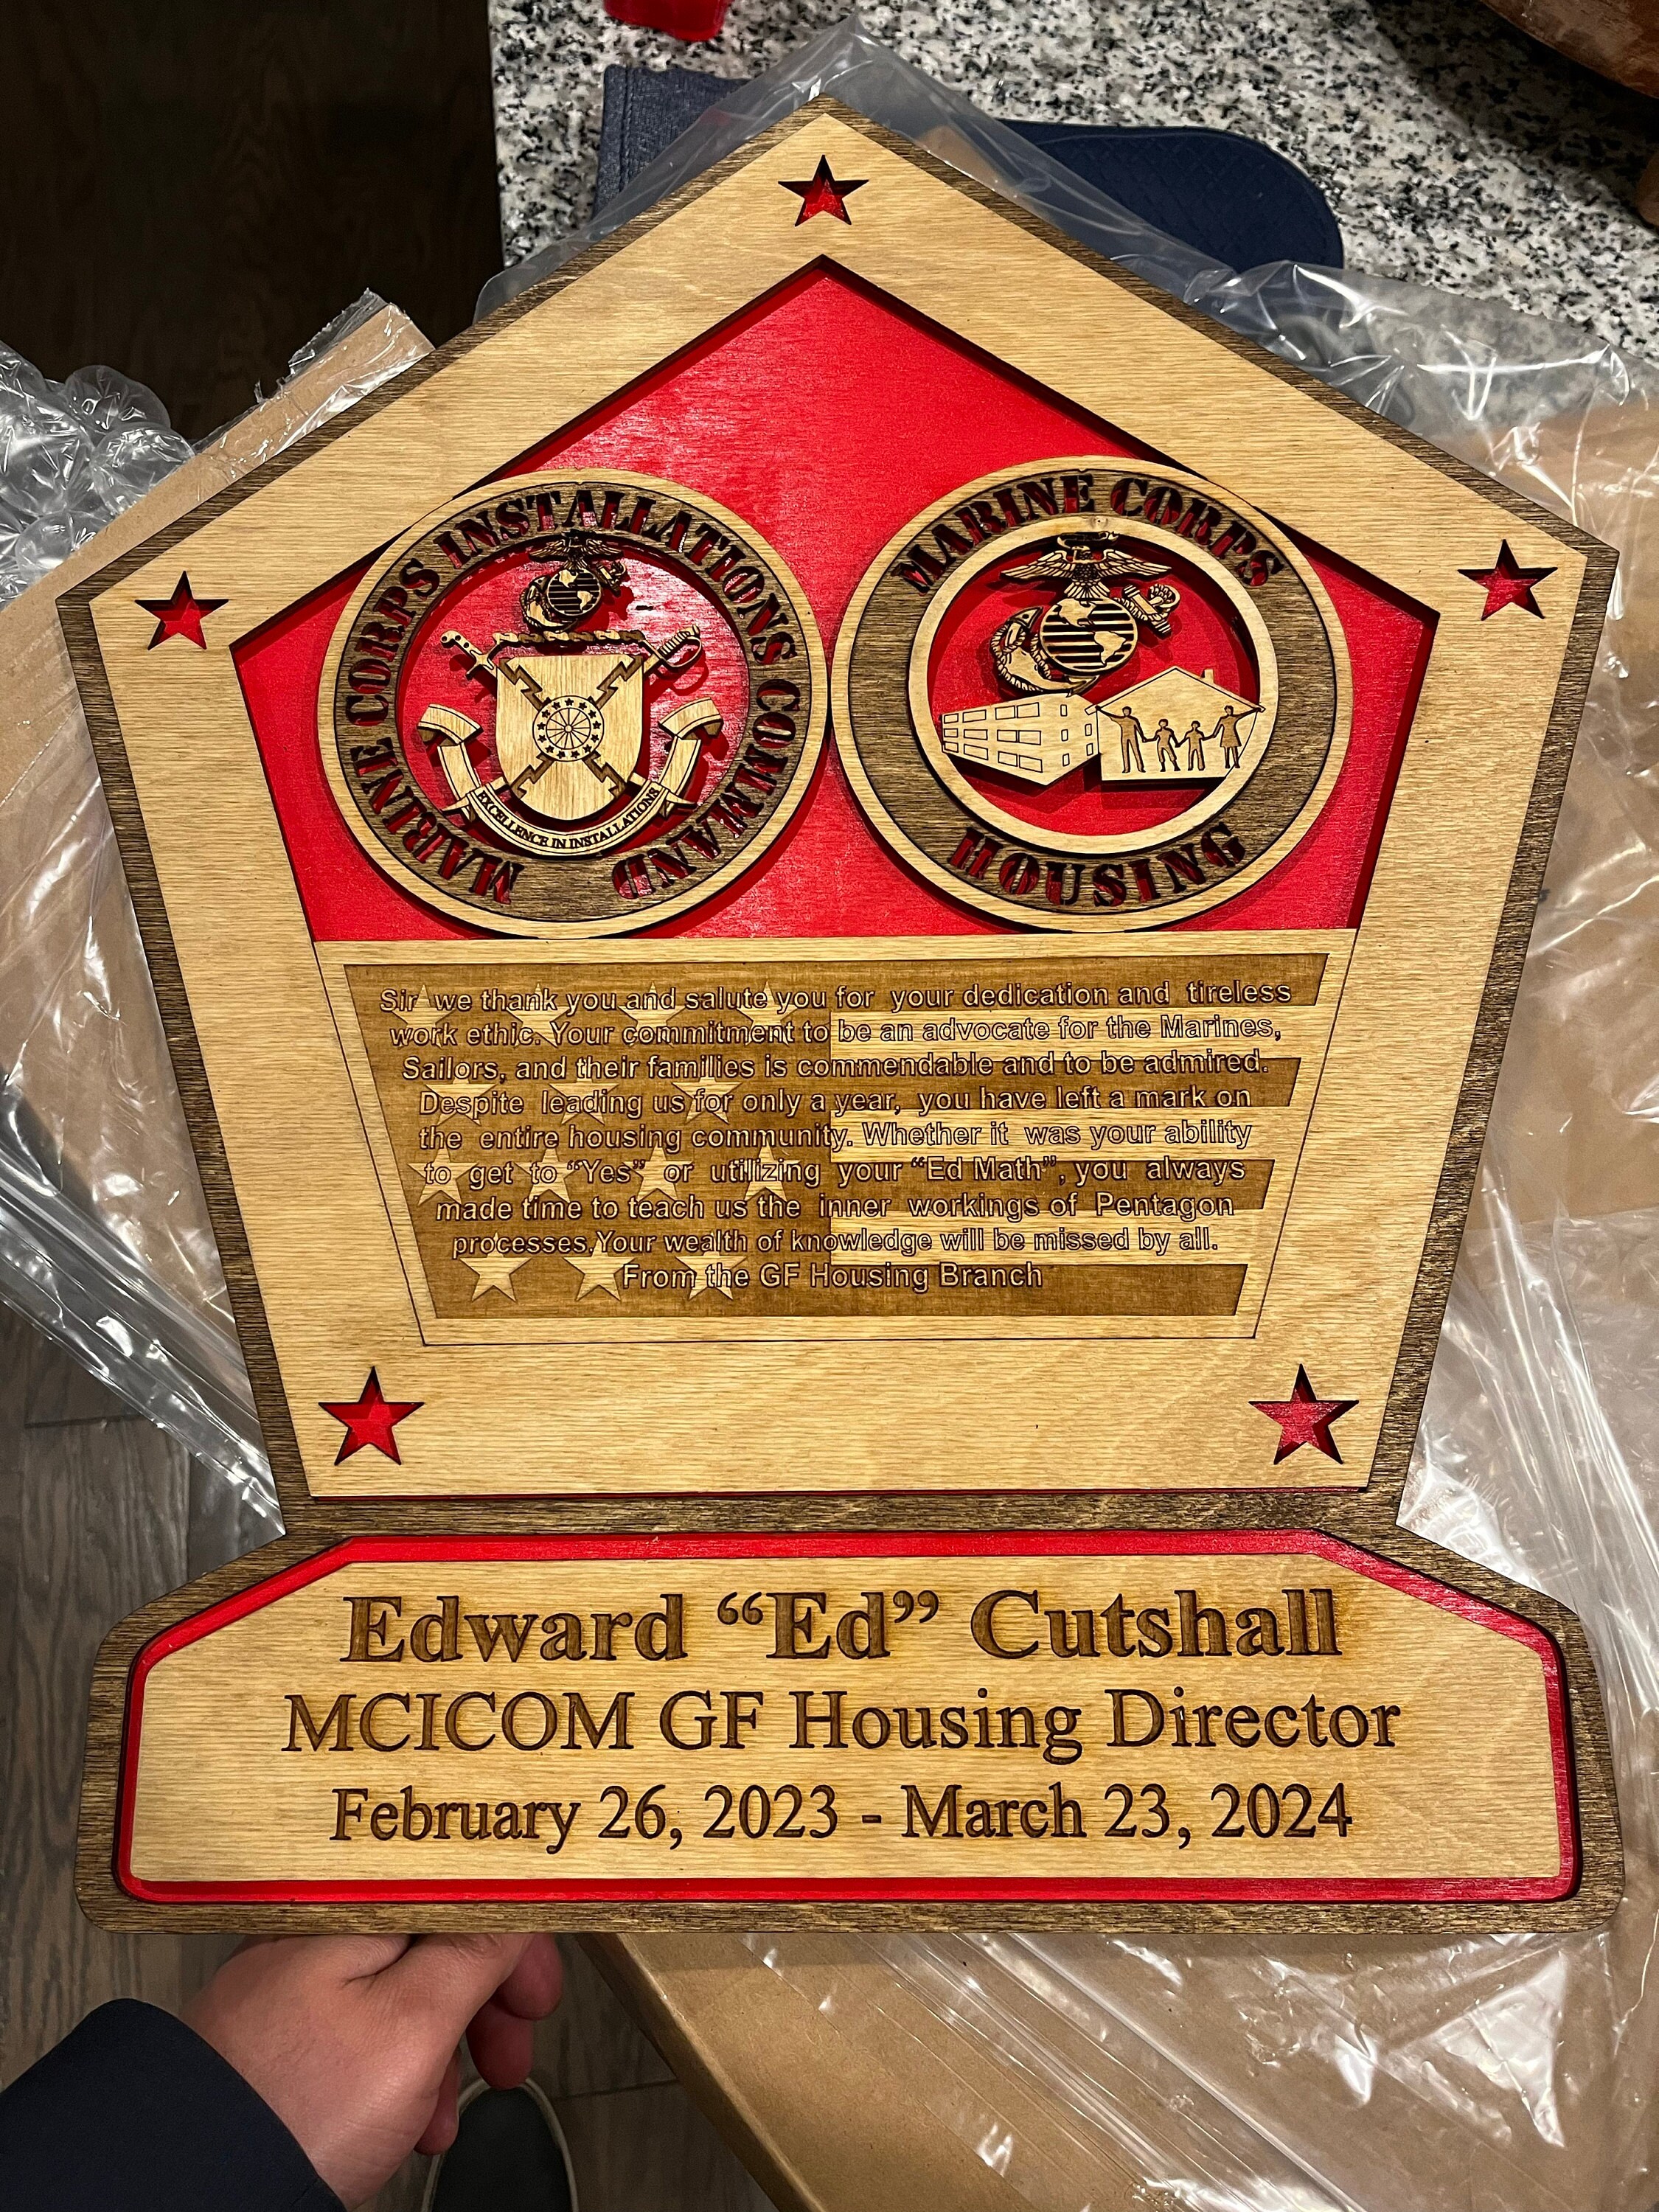 MARINE CORPS INSTALLATIONS COMMAND
EXCELLENCE IN INSTALLATIONS
MARINE CORPS
HOUSING
Sir we thank you and salute you for your dedication and tireless
work ethic. Your commitment to be an advocate for the Marines,
Sailors, and their families is commendable and to be admired.
Despite leading us for only a year, you have left a mark on
the entire housing community. Whether it was your ability
to get to “Yes” or utilizing your “Ed Math”, you always
made time to teach us the inner workings of Pentagon
processes.Your wealth of knowledge will be missed by all.
From the GF Housing Branch
Edward “Ed” Cutshall
MCICOM GF Housing Director
February 26, 2023 - March 23, 2024